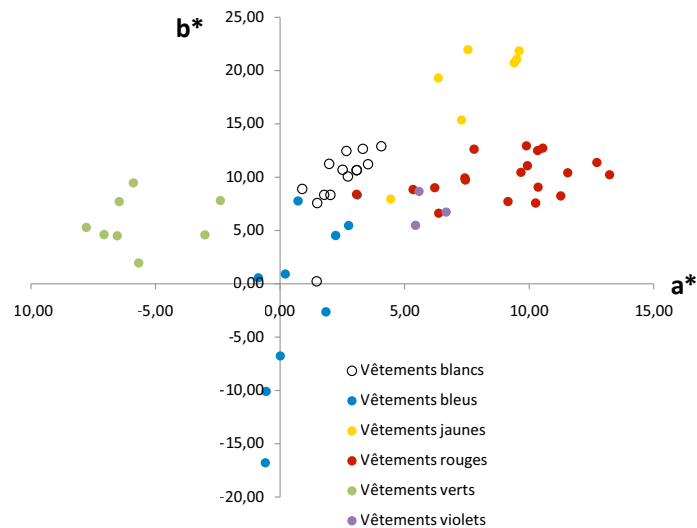 b*
25,00
20,00
15,00
10,00
5,00
0,00
10,00 -5,00 0,00 5,00 10,00 15,00
a*
-5,00
-10,00
-15,00
-20,00
Vêtements blancs
Vêtements bleus
Vêtements jaunes
Vêtements rouges
Vêtements verts
Vêtements violets